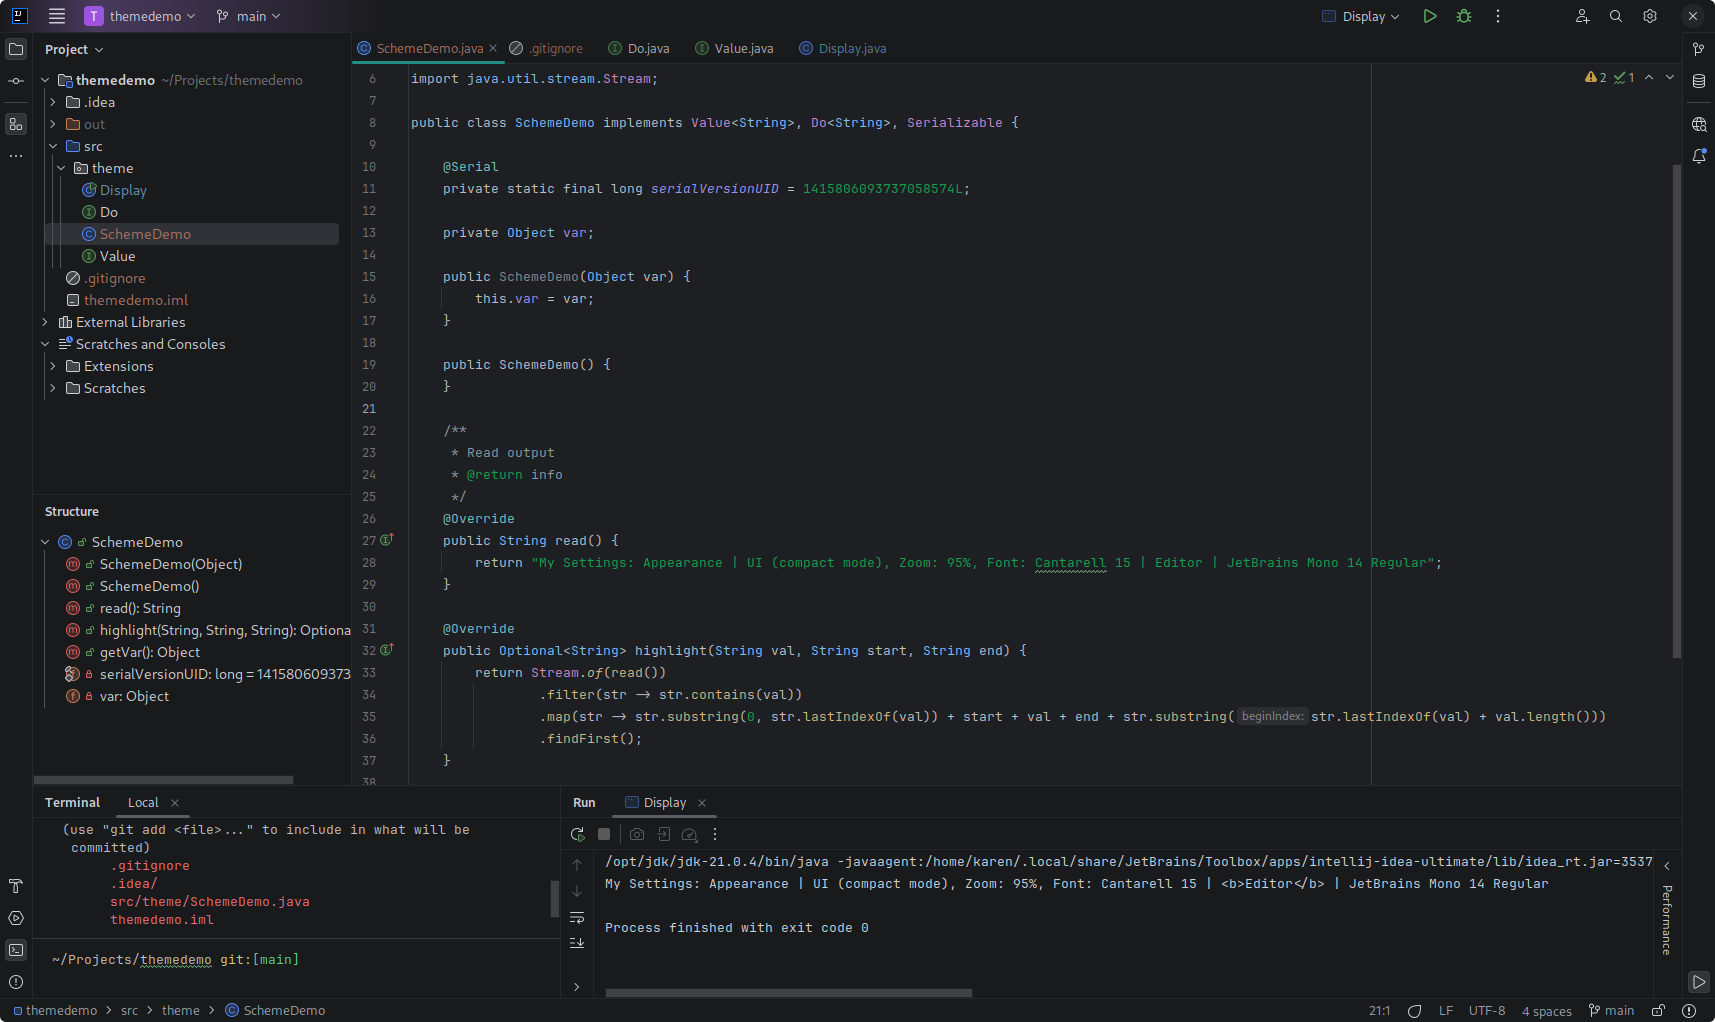 T themedemo main Display
Project
themedemo ~/Projects/themedemo
.idea
out
src
theme
Display
Do
SchemeDemo
Value
.gitignore
themedemo.iml
External Libraries
Scratches and Consoles
Extensions
Scratches
Structure
SchemeDemo
SchemeDemo(Object)
SchemeDemo()
read(): String
highlight(String, String, String): Optiona
getVar(): Object
serialVersionUID: long = 141580609373
var: Object
SchemeDemo.java .gitignore Do.java Value.java Display.java
2 1
6 import java.util.stream.Stream;
7
8 public class SchemeDemo implements Value<String>, Do<String>, Serializable {
9
10 @Serial
11 private static final long serialVersionUID = 1415806093737058574L;
12
13 private Object var;
14
15 public SchemeDemo(Object var) {
16 this.var = var;
17 }
18
19 public SchemeDemo() {
20 }
21
22 /**
23 * Read output
24 * @return info
25 */
26 @Override
27 public String read() {
28 return "My Settings: Appearance | UI (compact mode), Zoom: 95%, Font: Cantarell 15 | Editor | JetBrains Mono 14 Regular";
29 }
30
31 @Override
32 public Optional<String> highlight(String val, String start, String end) {
33 return Stream.of(read())
34 .filter(str -> str.contains(val))
35 .map(str -> str.substring(0, str.lastIndexOf(val)) + start + val + end + str.substring( beginIndex: str.lastIndexOf(val) + val.length()))
36 .findFirst();
37 }
38
Terminal Local
(use "git add <file>..." to include in what will be
committed)
.gitignore
.idea/
src/theme/SchemeDemo.java
themedemo.iml
~/Projects/themedemo git:[main]
Run Display
/opt/jdk/jdk-21.0.4/bin/java -javaagent:/home/karen/.local/share/JetBrains/Toolbox/apps/intellij-idea-ultimate/lib/idea_rt.jar=3537
My Settings: Appearance | UI (compact mode), Zoom: 95%, Font: Cantarell 15 | <b>Editor</b> | JetBrains Mono 14 Regular
Process finished with exit code 0
Performance
themedemo > src > theme > SchemeDemo
21:1 LF UTF-8 4 spaces main